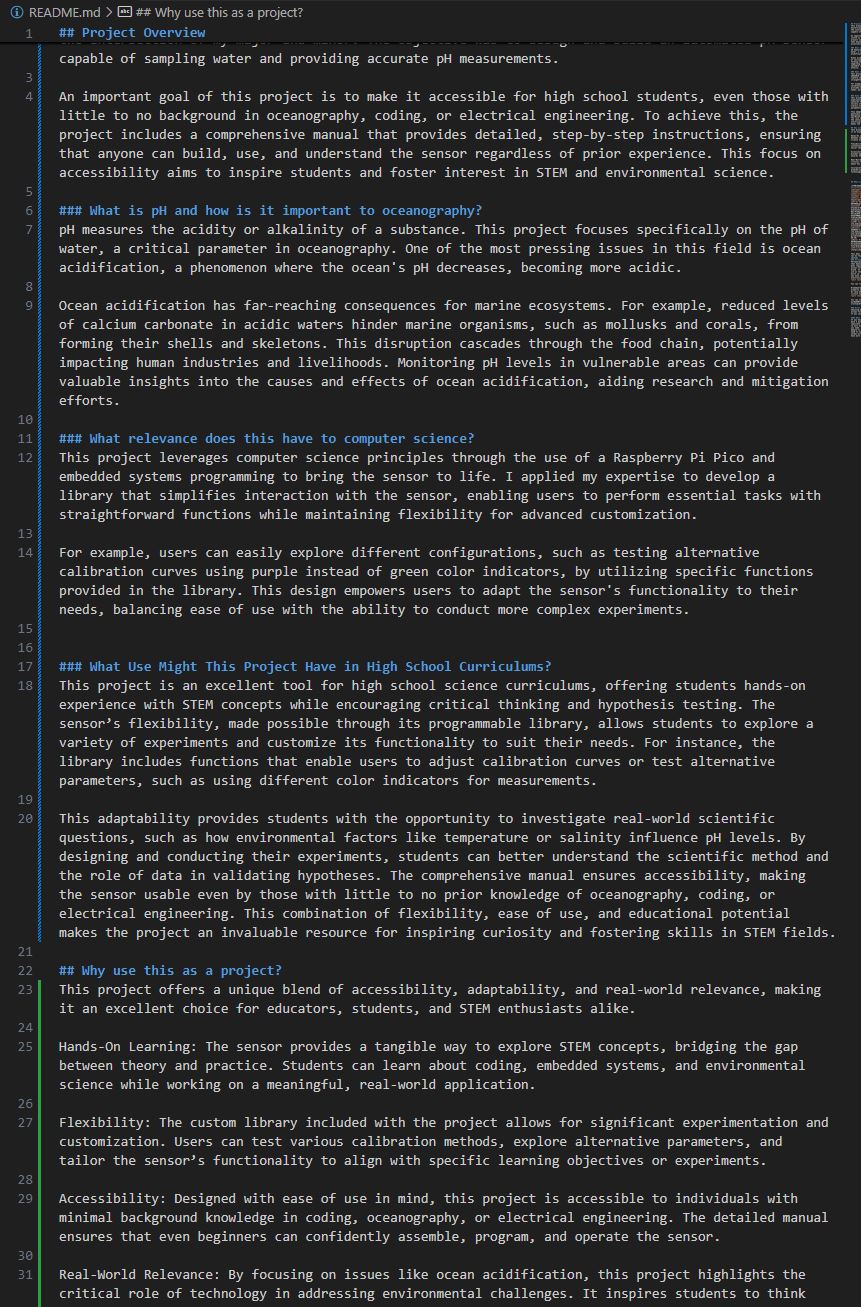 README.md > ## Why use this as a project?
1 ## Project Overview
capable of sampling water and providing accurate pH measurements.
3
4 An important goal of this project is to make it accessible for high school students, even those with
little to no background in oceanography, coding, or electrical engineering. To achieve this, the
project includes a comprehensive manual that provides detailed, step-by-step instructions, ensuring
that anyone can build, use, and understand the sensor regardless of prior experience. This focus on
accessibility aims to inspire students and foster interest in STEM and environmental science.
5
6 ### What is pH and how is it important to oceanography?
7 pH measures the acidity or alkalinity of a substance. This project focuses specifically on the pH of
water, a critical parameter in oceanography. One of the most pressing issues in this field is ocean
acidification, a phenomenon where the ocean's pH decreases, becoming more acidic.
8
9 Ocean acidification has far-reaching consequences for marine ecosystems. For example, reduced levels
of calcium carbonate in acidic waters hinder marine organisms, such as mollusks and corals, from
forming their shells and skeletons. This disruption cascades through the food chain, potentially
impacting human industries and livelihoods. Monitoring pH levels in vulnerable areas can provide
valuable insights into the causes and effects of ocean acidification, aiding research and mitigation
efforts.
10
11 ### What relevance does this have to computer science?
12 This project leverages computer science principles through the use of a Raspberry Pi Pico and
embedded systems programming to bring the sensor to life. I applied my expertise to develop a
library that simplifies interaction with the sensor, enabling users to perform essential tasks with
straightforward functions while maintaining flexibility for advanced customization.
13
14 For example, users can easily explore different configurations, such as testing alternative
calibration curves using purple instead of green color indicators, by utilizing specific functions
provided in the library. This design empowers users to adapt the sensor's functionality to their
needs, balancing ease of use with the ability to conduct more complex experiments.
15
16
17 ### What Use Might This Project Have in High School Curriculums?
18 This project is an excellent tool for high school science curriculums, offering students hands-on
experience with STEM concepts while encouraging critical thinking and hypothesis testing. The
sensor’s flexibility, made possible through its programmable library, allows students to explore a
variety of experiments and customize its functionality to suit their needs. For instance, the
library includes functions that enable users to adjust calibration curves or test alternative
parameters, such as using different color indicators for measurements.
19
20 This adaptability provides students with the opportunity to investigate real-world scientific
questions, such as how environmental factors like temperature or salinity influence pH levels. By
designing and conducting their experiments, students can better understand the scientific method and
the role of data in validating hypotheses. The comprehensive manual ensures accessibility, making
the sensor usable even by those with little to no prior knowledge of oceanography, coding, or
electrical engineering. This combination of flexibility, ease of use, and educational potential
makes the project an invaluable resource for inspiring curiosity and fostering skills in STEM fields.
21
22 ## Why use this as a project?
23 This project offers a unique blend of accessibility, adaptability, and real-world relevance, making
it an excellent choice for educators, students, and STEM enthusiasts alike.
24
25 Hands-On Learning: The sensor provides a tangible way to explore STEM concepts, bridging the gap
between theory and practice. Students can learn about coding, embedded systems, and environmental
science while working on a meaningful, real-world application.
26
27 Flexibility: The custom library included with the project allows for significant experimentation and
customization. Users can test various calibration methods, explore alternative parameters, and
tailor the sensor’s functionality to align with specific learning objectives or experiments.
28
29 Accessibility: Designed with ease of use in mind, this project is accessible to individuals with
minimal background knowledge in coding, oceanography, or electrical engineering. The detailed manual
ensures that even beginners can confidently assemble, program, and operate the sensor.
30
31 Real-World Relevance: By focusing on issues like ocean acidification, this project highlights the
critical role of technology in addressing environmental challenges. It inspires students to think